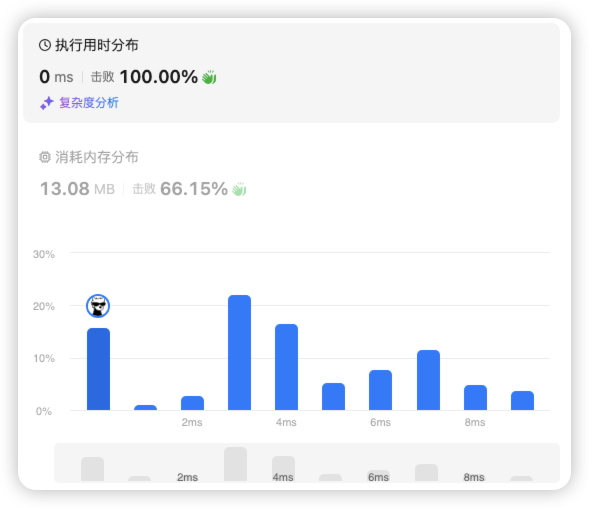 执行用时分布
0 ms | 击败 100.00%
复杂度分析
消耗内存分布
13.08 MB | 击败 66.15%
30%
20%
10%
0%
2ms 4ms 6ms 8ms
2ms 4ms 6ms 8ms